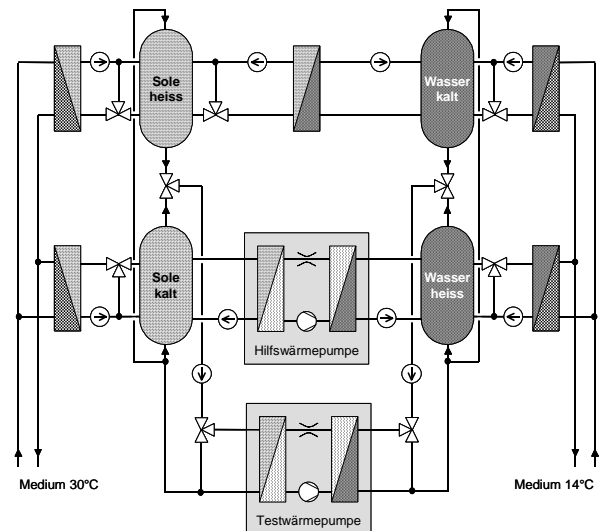 Sole
heiss
Wasser
kalt
Sole
kalt
Wasser
heiss
Hilfswärmepumpe
Medium 30°C
Medium 14°C
Testwärmepumpe